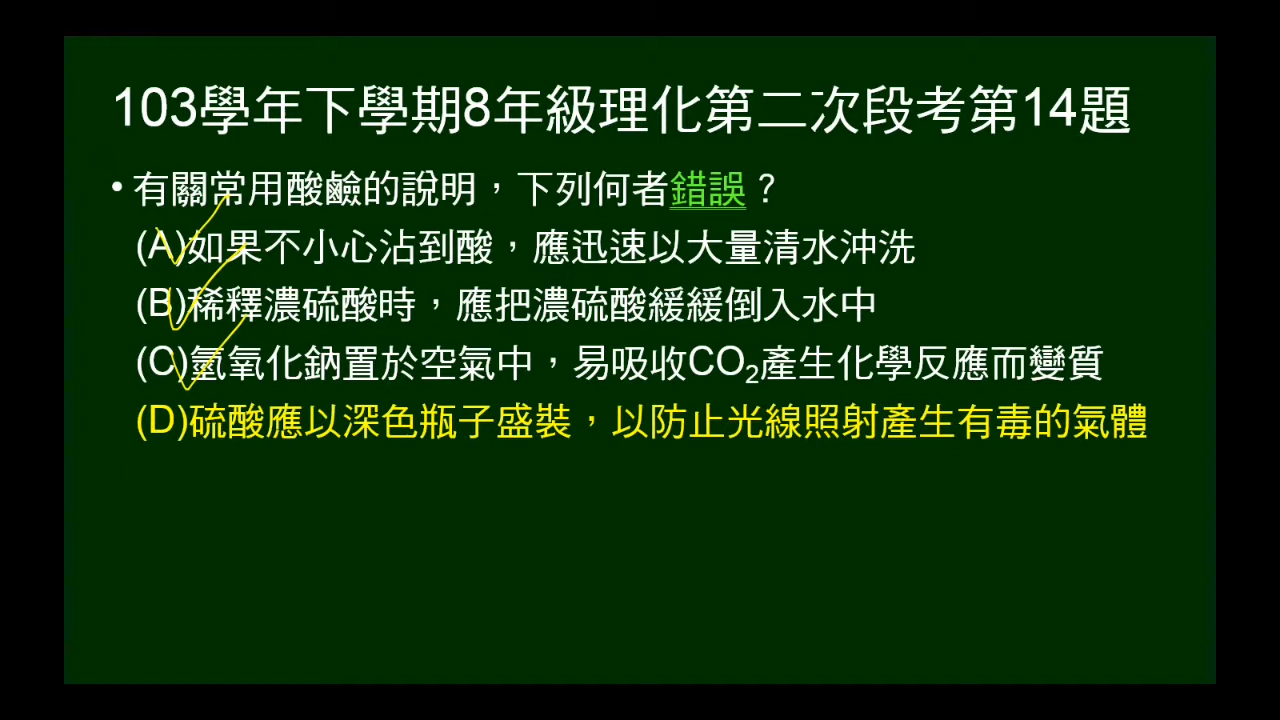 103學年下學期8年級理化第二次段考第14題
•有關常用酸鹼的說明，下列何者錯誤？
(A)如果不小心沾到酸，應迅速以大量清水沖洗
(B)稀釋濃硫酸時，應把濃硫酸緩緩倒入水中
(C)氫氧化鈉置於空氣中，易吸收CO₂產生化學反應而變質
(D)硫酸應以深色瓶子盛裝，以防止光線照射產生有毒的氣體